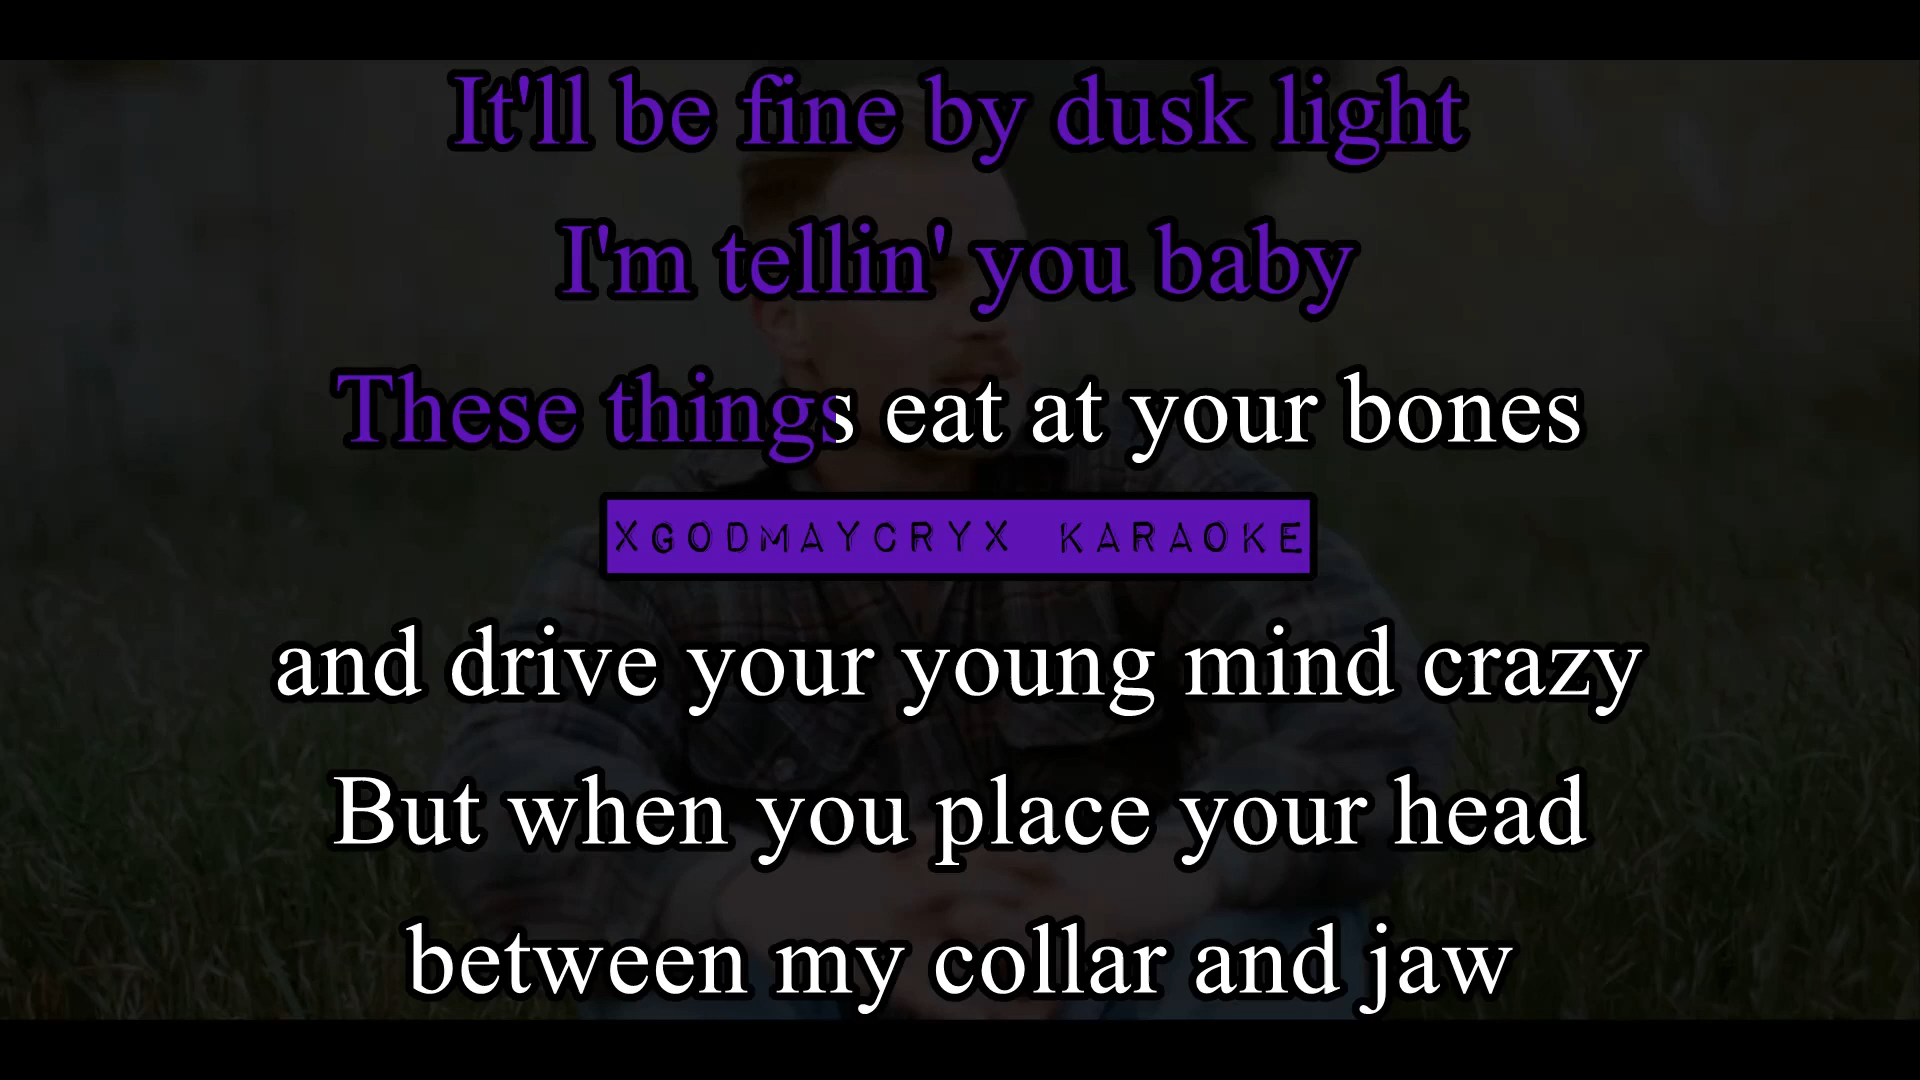 It'll be fine by dusk light
I'm tellin' you baby
These things eat at your bones
XGODMAYCRYX KARAOKE
and drive your young mind crazy
But when you place your head
between my collar and jaw